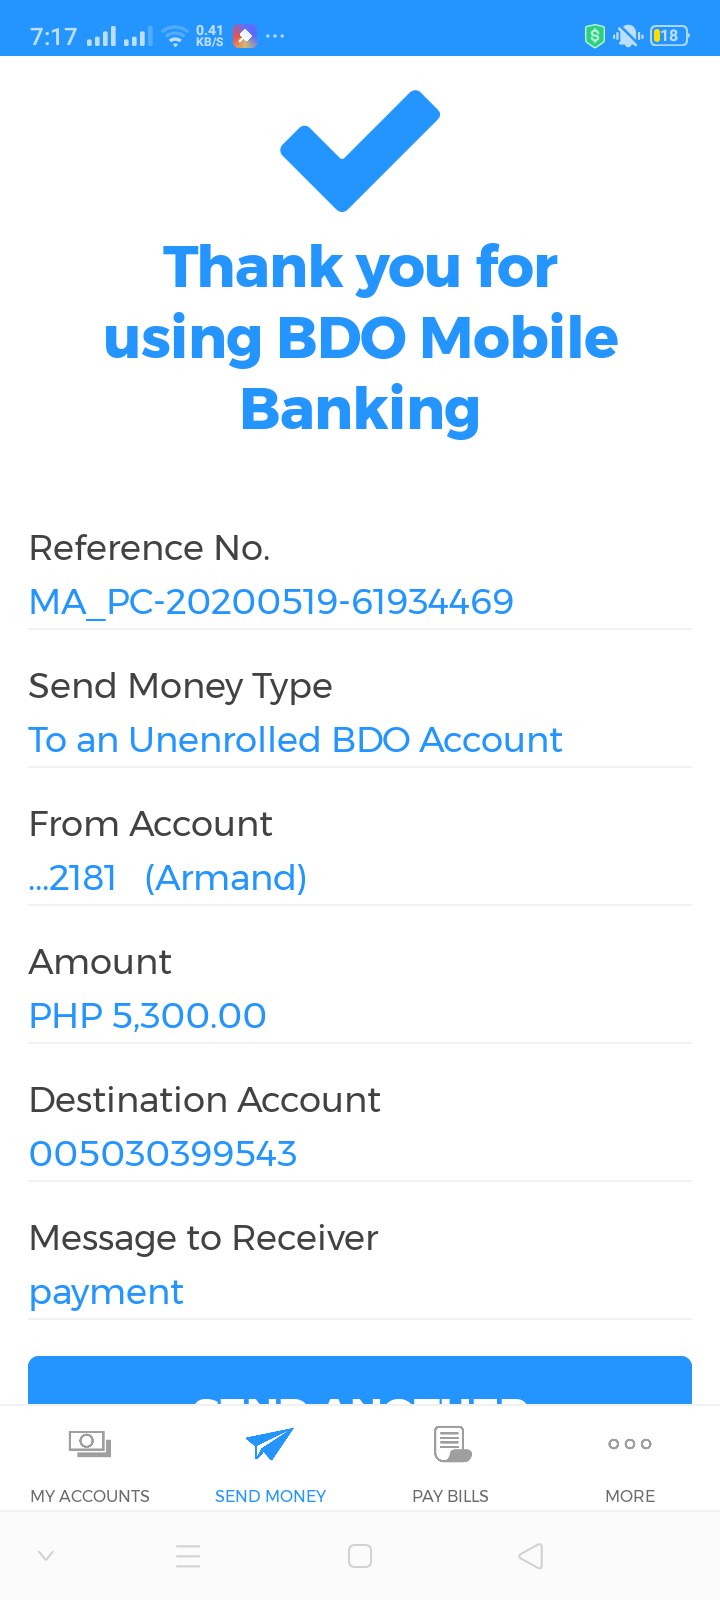 7:17 0.41 KB/S 18
Thank you for
using BDO Mobile
Banking
Reference No.
MA_PC-20200519-61934469
Send Money Type
To an Unenrolled BDO Account
From Account
...2181 (Armand)
Amount
PHP 5,300.00
Destination Account
005030399543
Message to Receiver
payment
SEND ANOTHER
MY ACCOUNTS SEND MONEY PAY BILLS MORE